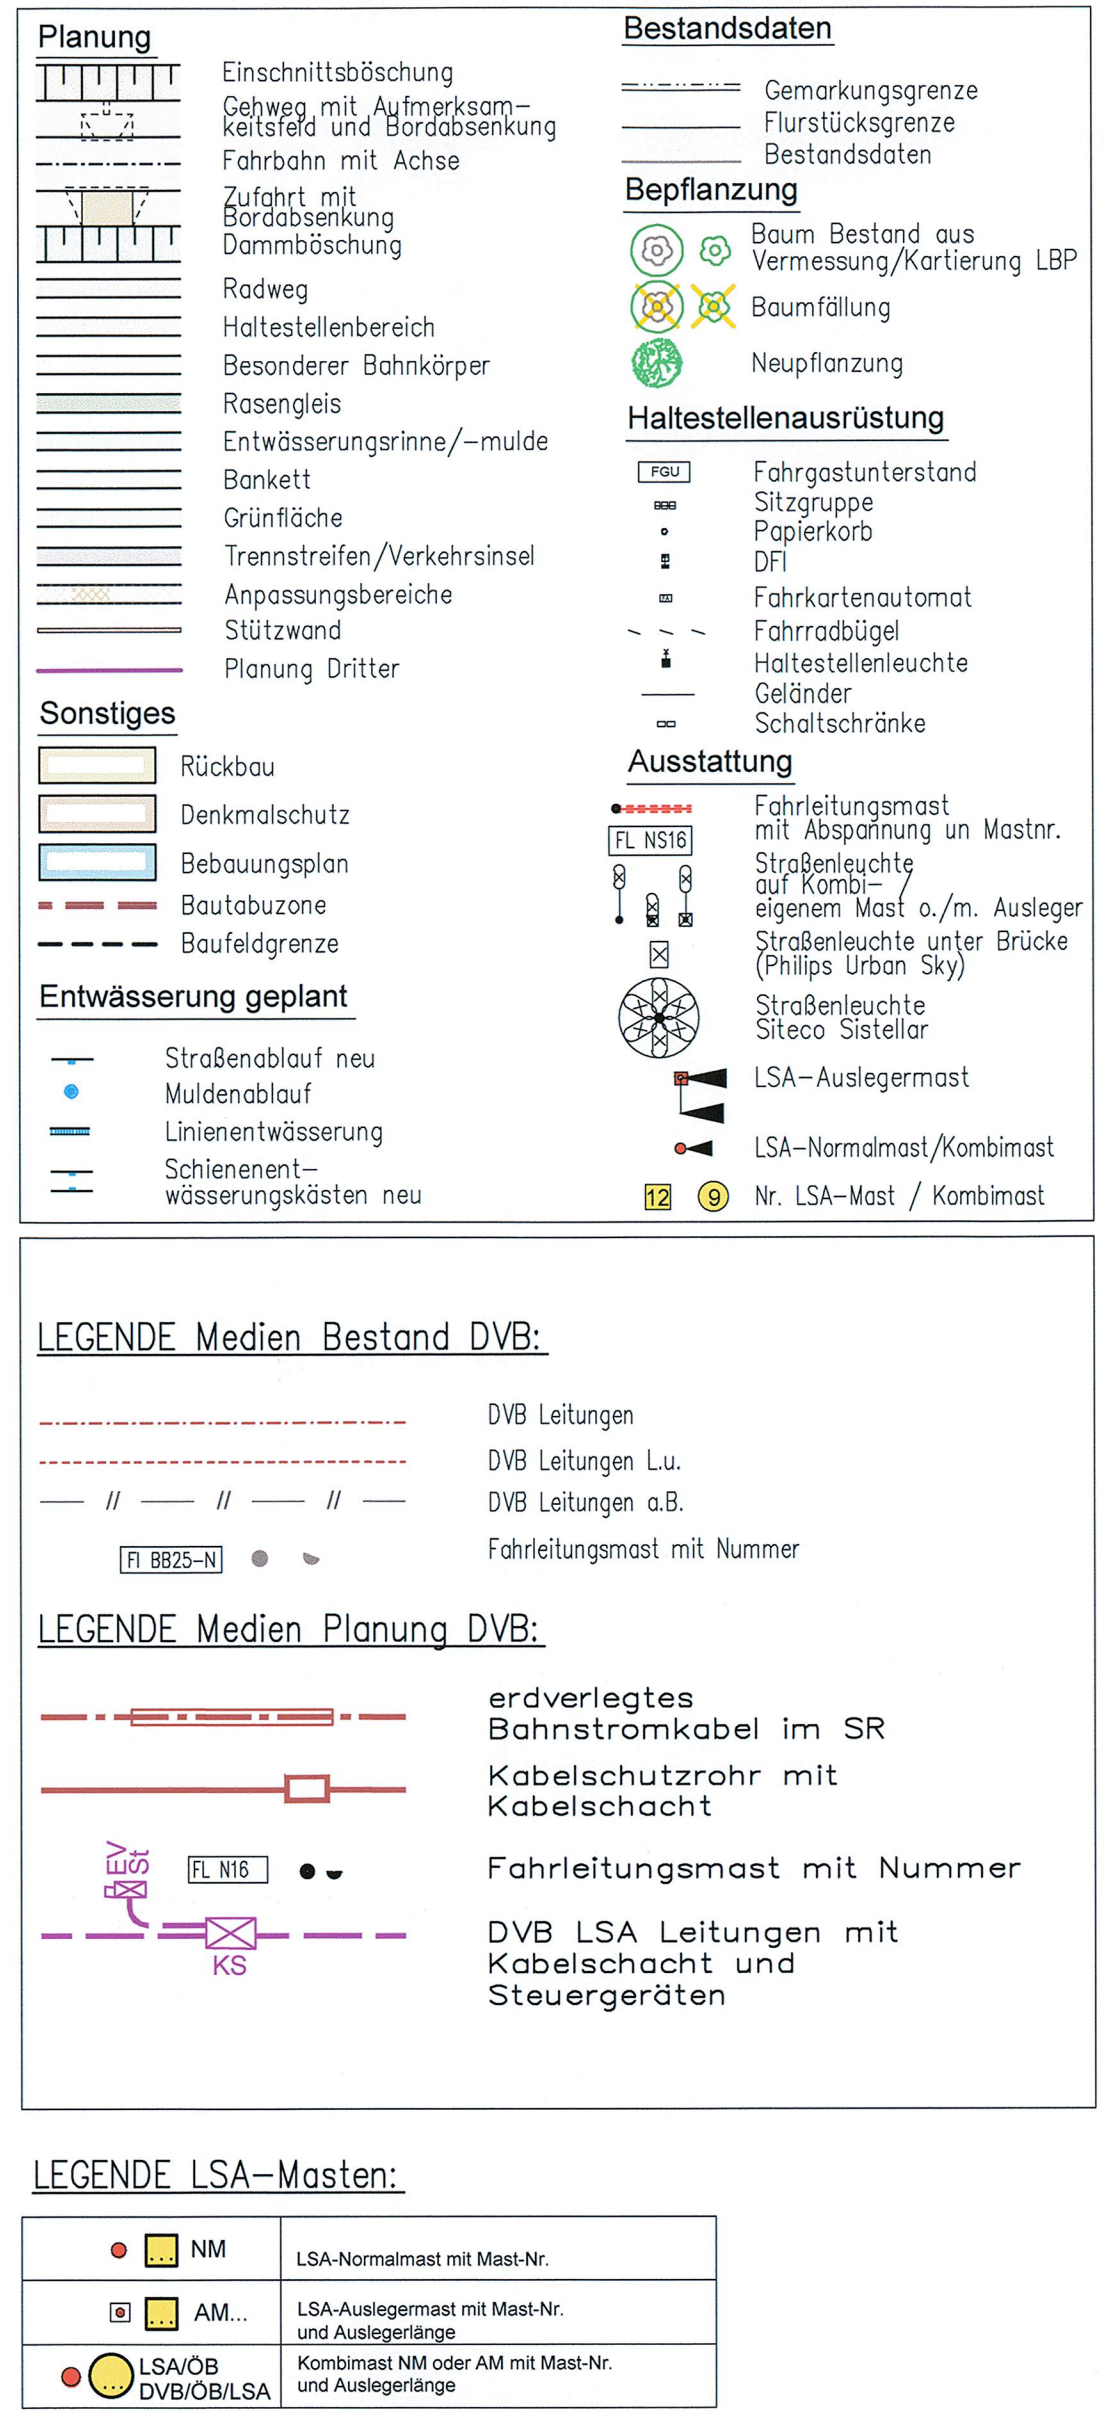 Planung
Einschnittsböschung
Gehweg mit Aufmerksam-
keitsfeld und Bordabsenkung
Fahrbahn mit Achse
Zufahrt mit
Bordabsenkung
Dammböschung
Radweg
Haltestellenbereich
Besonderer Bahnkörper
Rasengleis
Entwässerungsrinne/-mulde
Bankett
Grünfläche
Trennstreifen/Verkehrsinsel
Anpassungsbereiche
Stützwand
Planung Dritter
Sonstiges
Rückbau
Denkmalschutz
Bebauungsplan
Bautabuzone
Baufeldgrenze
Entwässerung geplant
Straßenablauf neu
Muldenablauf
Linienentwässerung
Schienenent-
wässerungskästen neu
Bestandsdaten
Gemarkungsgrenze
Flurstücksgrenze
Bestandsdaten
Bepflanzung
Baum Bestand aus
Vermessung/Kartierung LBP
Baumfällung
Neupflanzung
Haltestellenausrüstung
FGU Fahrgastunterstand
Sitzgruppe
Papierkorb
DFI
FA Fahrkartenautomat
Fahrradbügel
Haltestellenleuchte
Geländer
Schaltschränke
Ausstattung
Fahrleitungsmast
mit Abspannung un Mastnr.
FL NS16
Straßenleuchte
auf Kombi- /
eigenem Mast o./m. Ausleger
Straßenleuchte unter Brücke
(Philips Urban Sky)
Straßenleuchte
Siteco Sistellar
LSA-Auslegermast
LSA-Normalmast/Kombimast
12 9 Nr. LSA-Mast / Kombimast
LEGENDE Medien Bestand DVB:
DVB Leitungen
DVB Leitungen L.u.
DVB Leitungen a.B.
Fl BB25-N Fahrleitungsmast mit Nummer
LEGENDE Medien Planung DVB:
erdverlegtes
Bahnstromkabel im SR
Kabelschutzrohr mit
Kabelschacht
EV
St
FL N16 Fahrleitungsmast mit Nummer
KS
DVB LSA Leitungen mit
Kabelschacht und
Steuergeräten
LEGENDE LSA-Masten:
... NM LSA-Normalmast mit Mast-Nr.
... AM... LSA-Auslegermast mit Mast-Nr.
und Auslegerlänge
... LSA/ÖB
DVB/ÖB/LSA
Kombimast NM oder AM mit Mast-Nr.
und Auslegerlänge